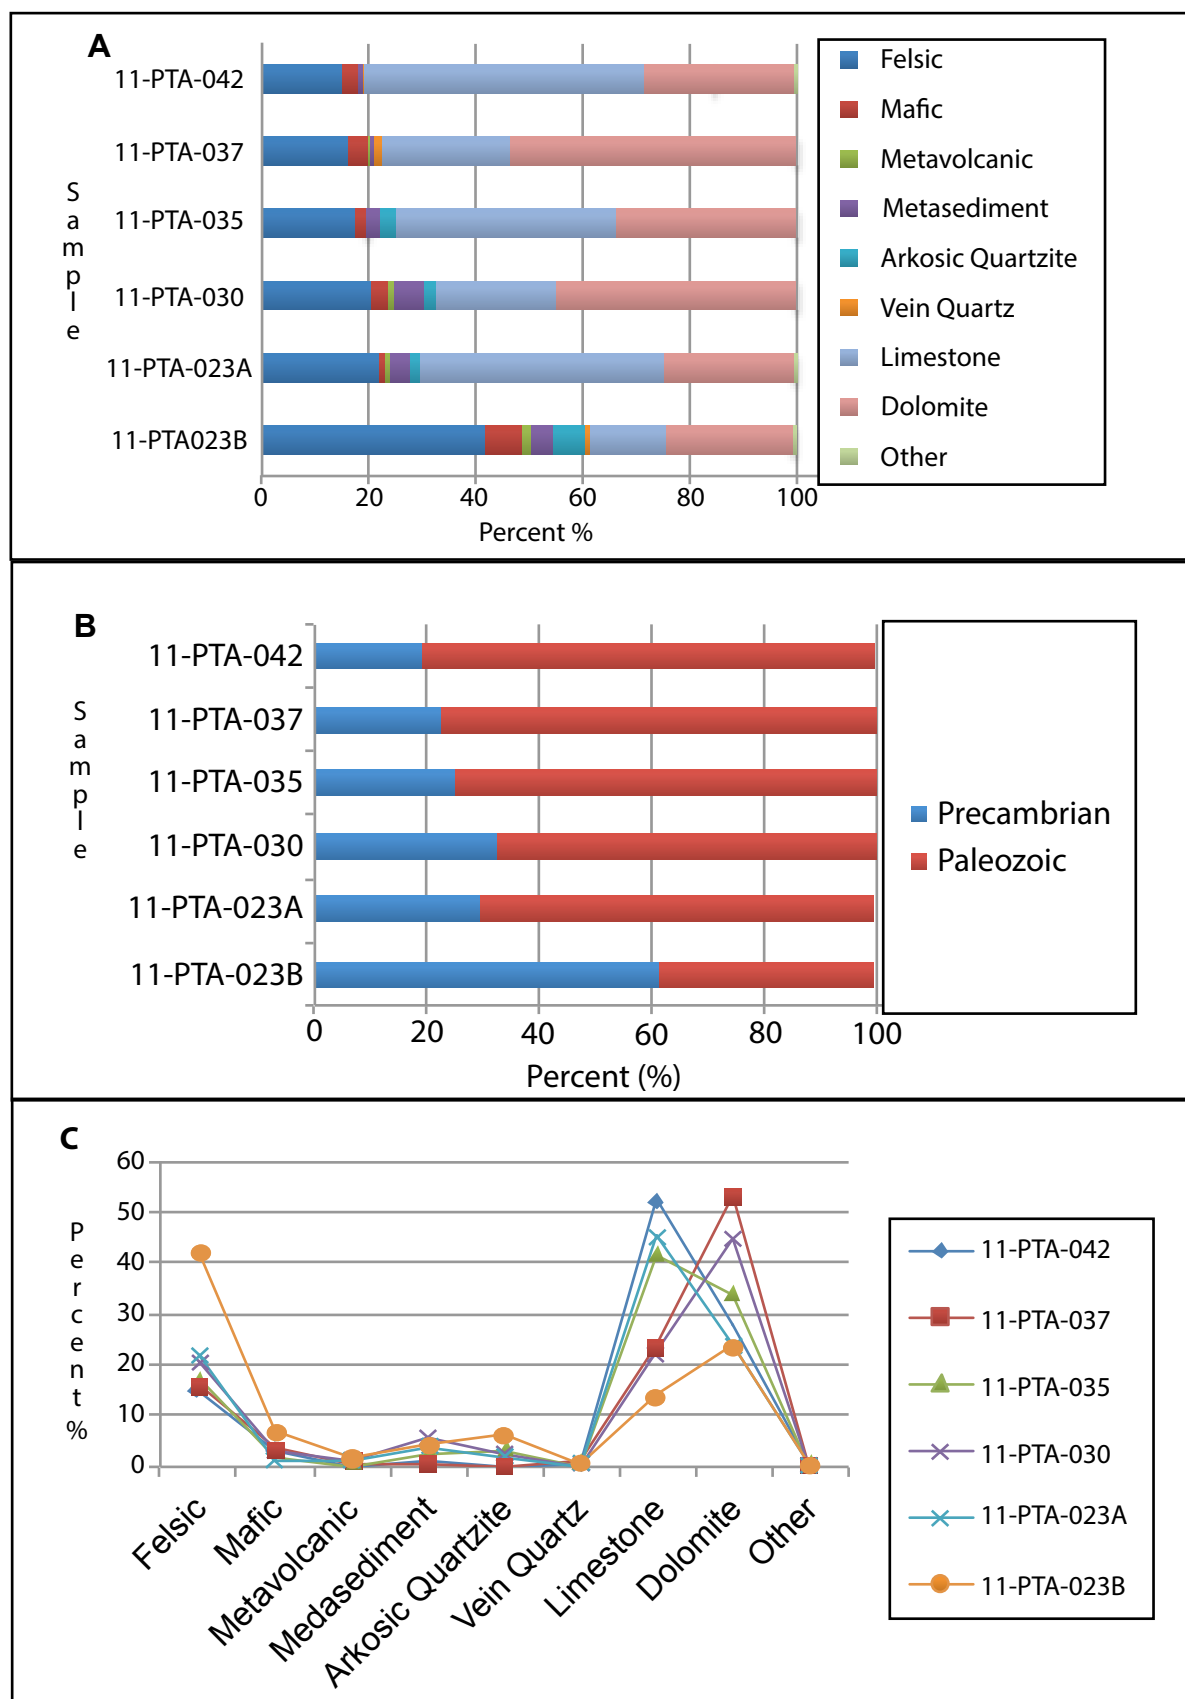 A
11-PTA-042
11-PTA-037
11-PTA-035
11-PTA-030
11-PTA-023A
11-PTA023B
Sample
0 20 40 60 80 100
Percent %
Felsic
Mafic
Metavolcanic
Metasediment
Arkosic Quartzite
Vein Quartz
Limestone
Dolomite
Other
B
11-PTA-042
11-PTA-037
11-PTA-035
11-PTA-030
11-PTA-023A
11-PTA-023B
Sample
0 20 40 60 80 100
Percent (%)
Precambrian
Paleozoic
C
60
50
40
30
20
10
0
Percent %
Felsic
Mafic
Metavolcanic
Medasediment
Arkosic Quartzite
Vein Quartz
Limestone
Dolomite
Other
11-PTA-042
11-PTA-037
11-PTA-035
11-PTA-030
11-PTA-023A
11-PTA-023B